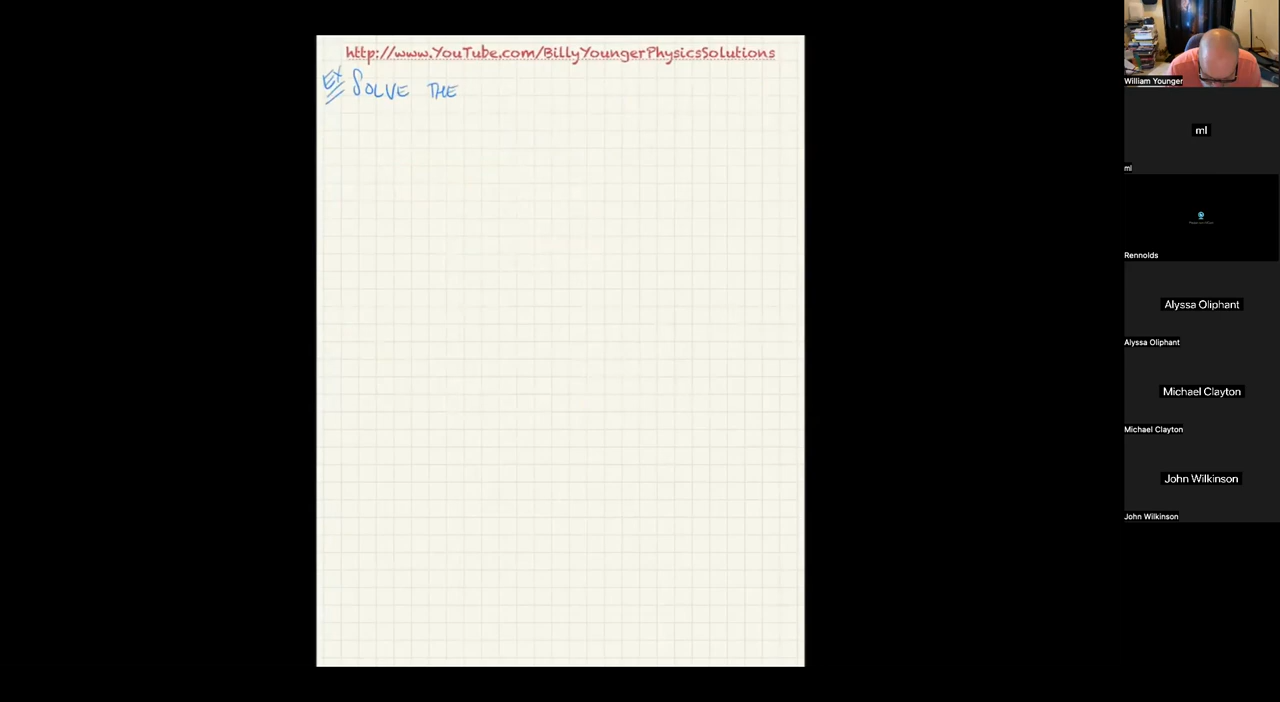 http://www.YouTube.com/BillyYoungerPhysicsSolutions
EX SOLVE THE
William Younger
ml
ml
Rennolds
Alyssa Oliphant
Alyssa Oliphant
Michael Clayton
Michael Clayton
John Wilkinson
John Wilkinson